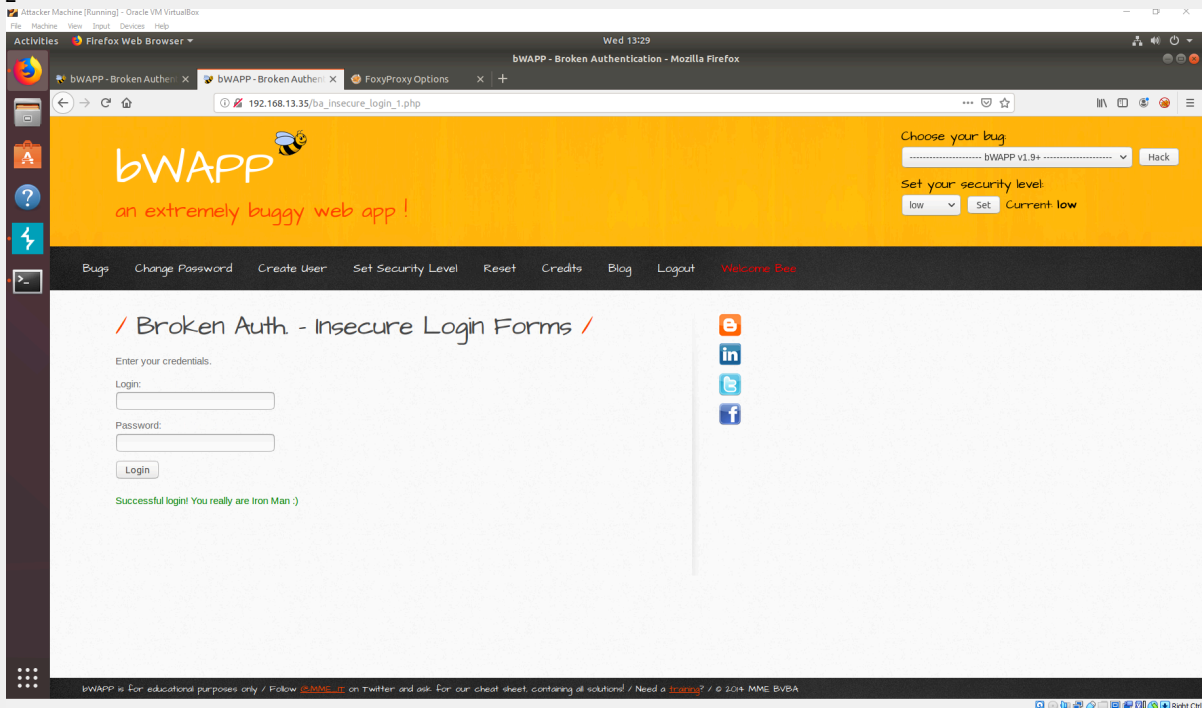 Attacker Machine [Running] - Oracle VM VirtualBox
File Machine View Input Devices Help
Activities Firefox Web Browser Wed 13:29
bWAPP - Broken Authentication - Mozilla Firefox
bWAPP - Broken Authen bWAPP - Broken Authent FoxyProxy Options
192.168.13.35/ba_insecure_login_1.php
bWAPP
an extremely buggy web app !
Choose your bug:
---------------------- bWAPP v1.9+ ---------------------- Hack
Set your security level:
low Set Current: low
Bugs Change Password Create User Set Security Level Reset Credits Blog Logout Welcome Bee
/ Broken Auth. - Insecure Login Forms /
Enter your credentials.
Login:
Password:
Login
Successful login! You really are Iron Man :)
bWAPP is for educational purposes only / Follow @MME_IT on Twitter and ask for our cheat sheet, containing all solutions! / Need a training? / © 2014 MME BVBA
Right Ctrl